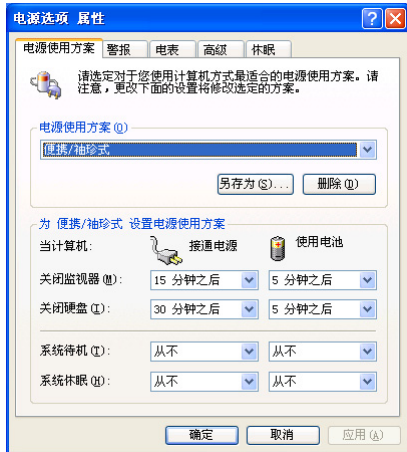 电源选项 属性
电源使用方案 警报 电表 高级 休眠
请选定对于您使用计算机方式最适合的电源使用方案。请
注意，更改下面的设置将修改选定的方案。
电源使用方案(O)
便携/袖珍式
另存为(S)... 删除(D)
为 便携/袖珍式 设置电源使用方案
当计算机: 接通电源 使用电池
关闭监视器(M): 15 分钟之后 5 分钟之后
关闭硬盘(I): 30 分钟之后 5 分钟之后
系统待机(T): 从不 从不
系统休眠(H): 从不 从不
确定 取消 应用(A)